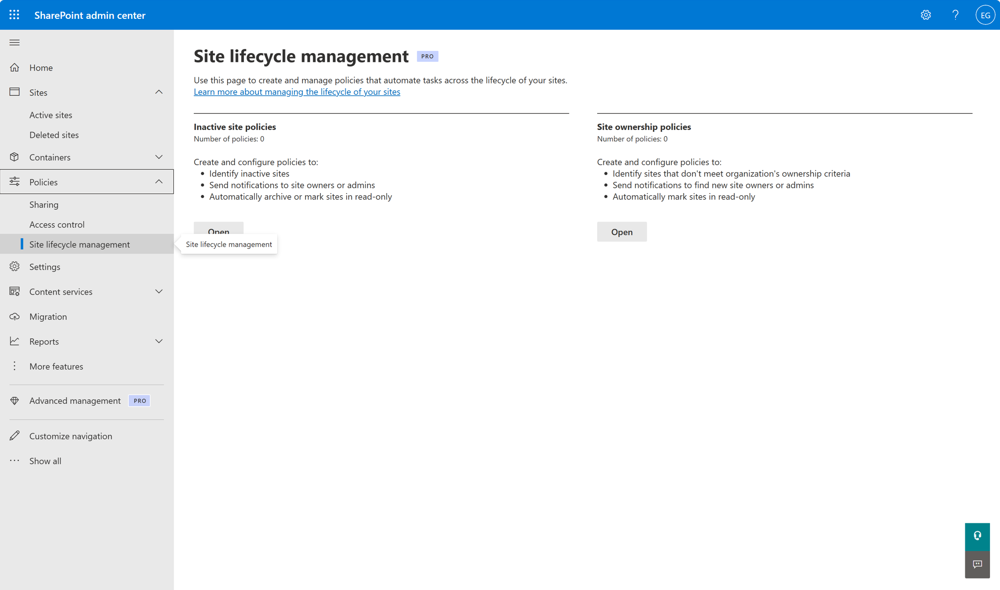 SharePoint admin center
EG
Home
Sites
Active sites
Deleted sites
Containers
Policies
Sharing
Access control
Site lifecycle management
Settings
Content services
Migration
Reports
More features
Advanced management PRO
Customize navigation
Show all
Site lifecycle management PRO
Use this page to create and manage policies that automate tasks across the lifecycle of your sites.
Learn more about managing the lifecycle of your sites
Inactive site policies
Number of policies: 0
Create and configure policies to:
• Identify inactive sites
• Send notifications to site owners or admins
• Automatically archive or mark sites in read-only
Open
Site lifecycle management
Site ownership policies
Number of policies: 0
Create and configure policies to:
• Identify sites that don't meet organization's ownership criteria
• Send notifications to find new site owners or admins
• Automatically mark sites in read-only
Open